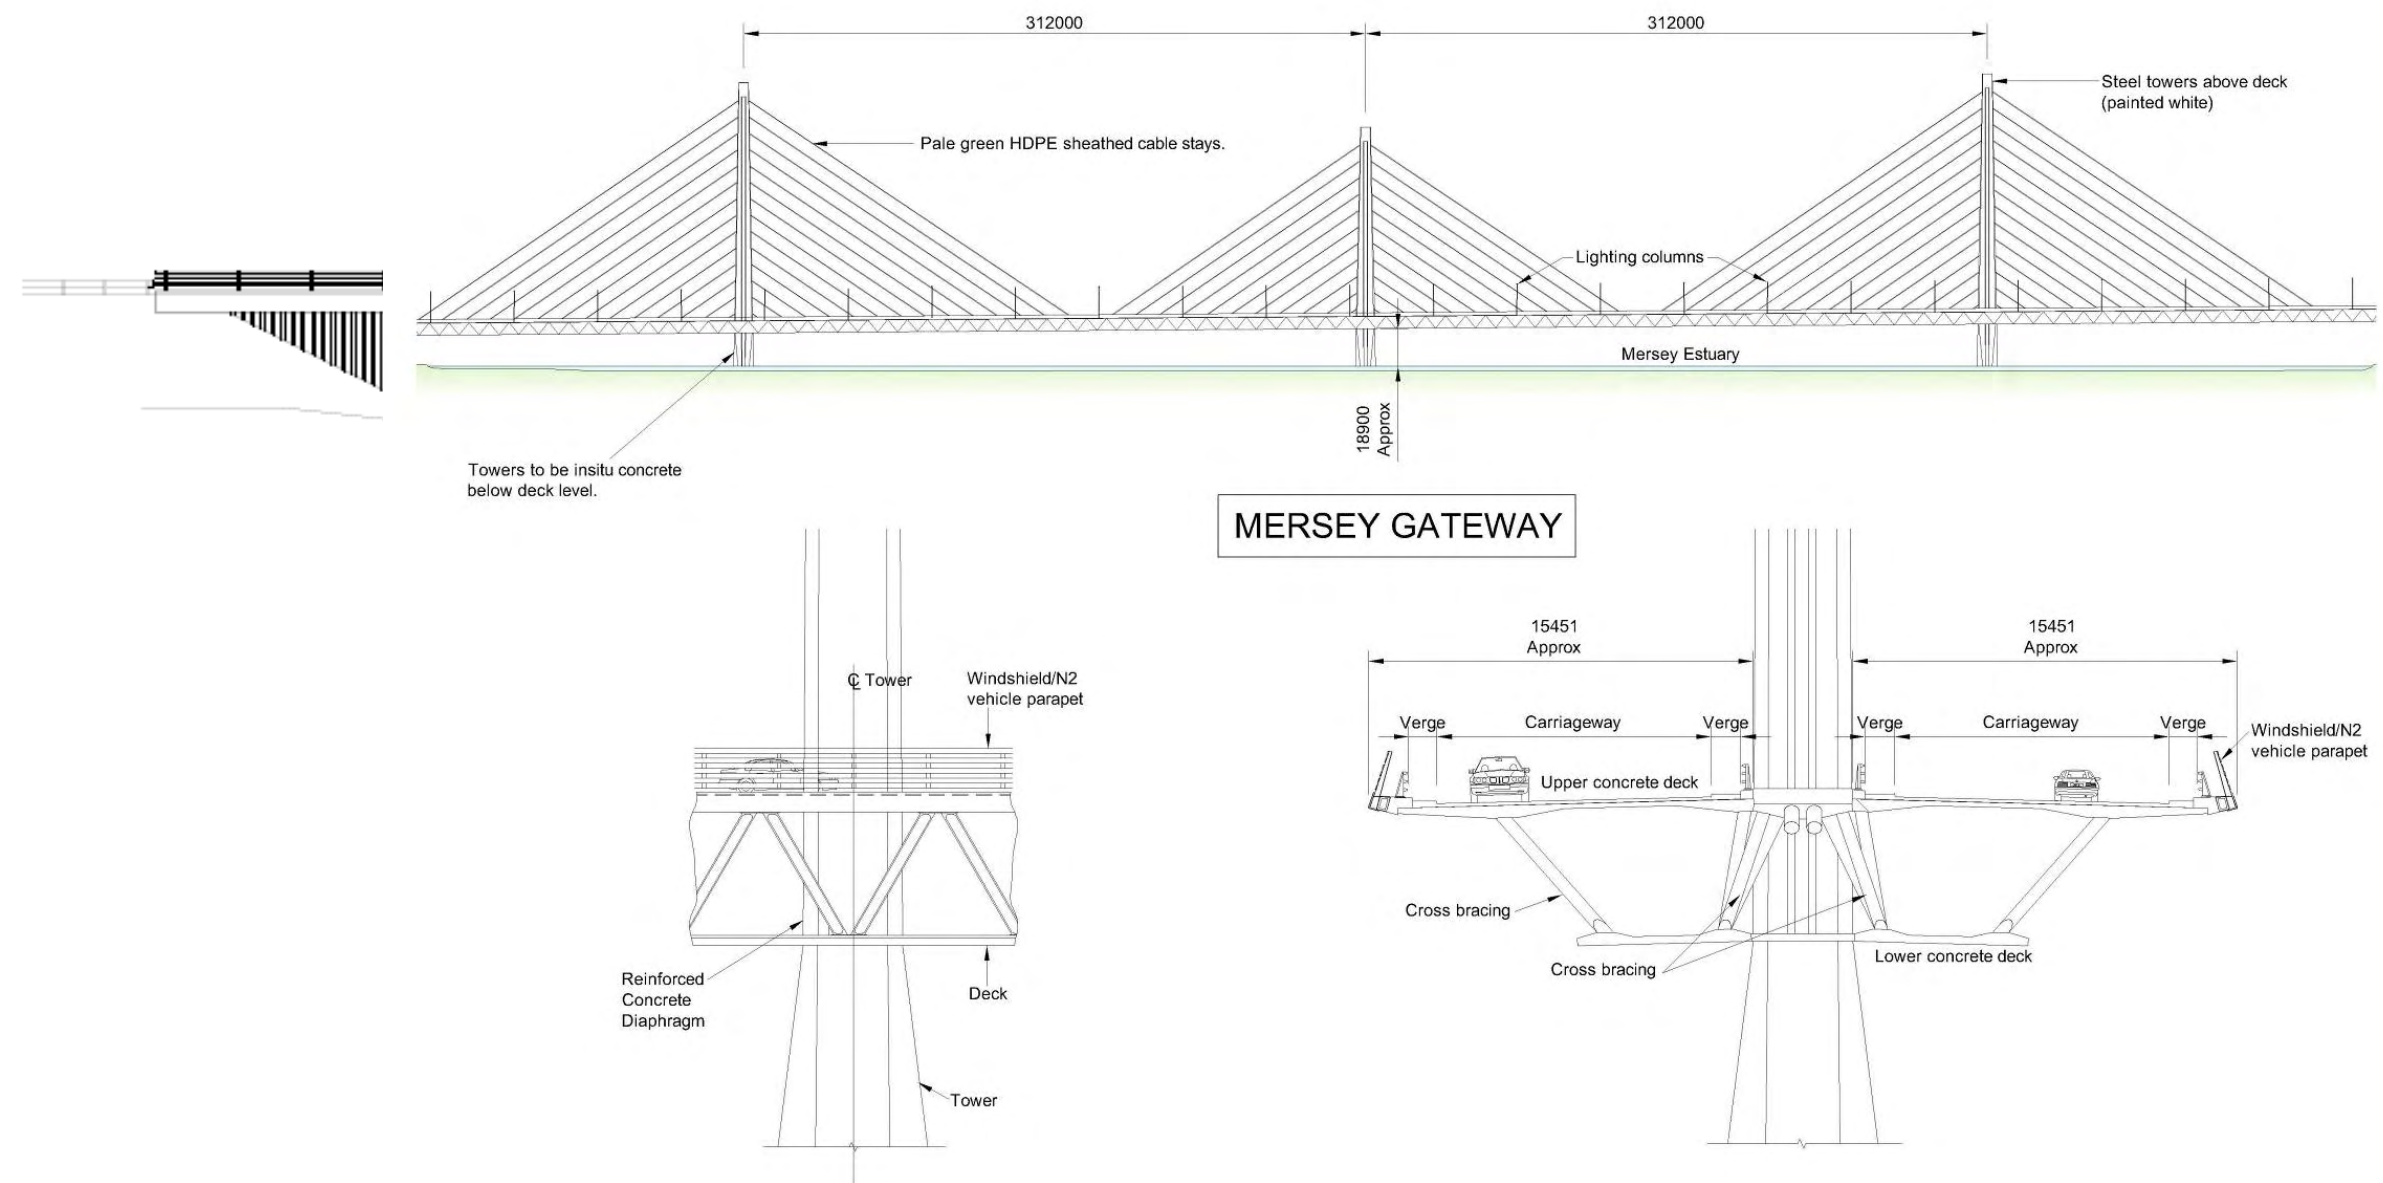 312000
312000
Steel towers above deck
(painted white)
Pale green HDPE sheathed cable stays.
Lighting columns
Mersey Estuary
18900
Approx
Towers to be insitu concrete
below deck level.
MERSEY GATEWAY
℄ Tower
Windshield/N2
vehicle parapet
Reinforced
Concrete
Diaphragm
Deck
Tower
15451
Approx
15451
Approx
Verge
Carriageway
Verge
Verge
Carriageway
Verge
Windshield/N2
vehicle parapet
Upper concrete deck
Cross bracing
Cross bracing
Lower concrete deck